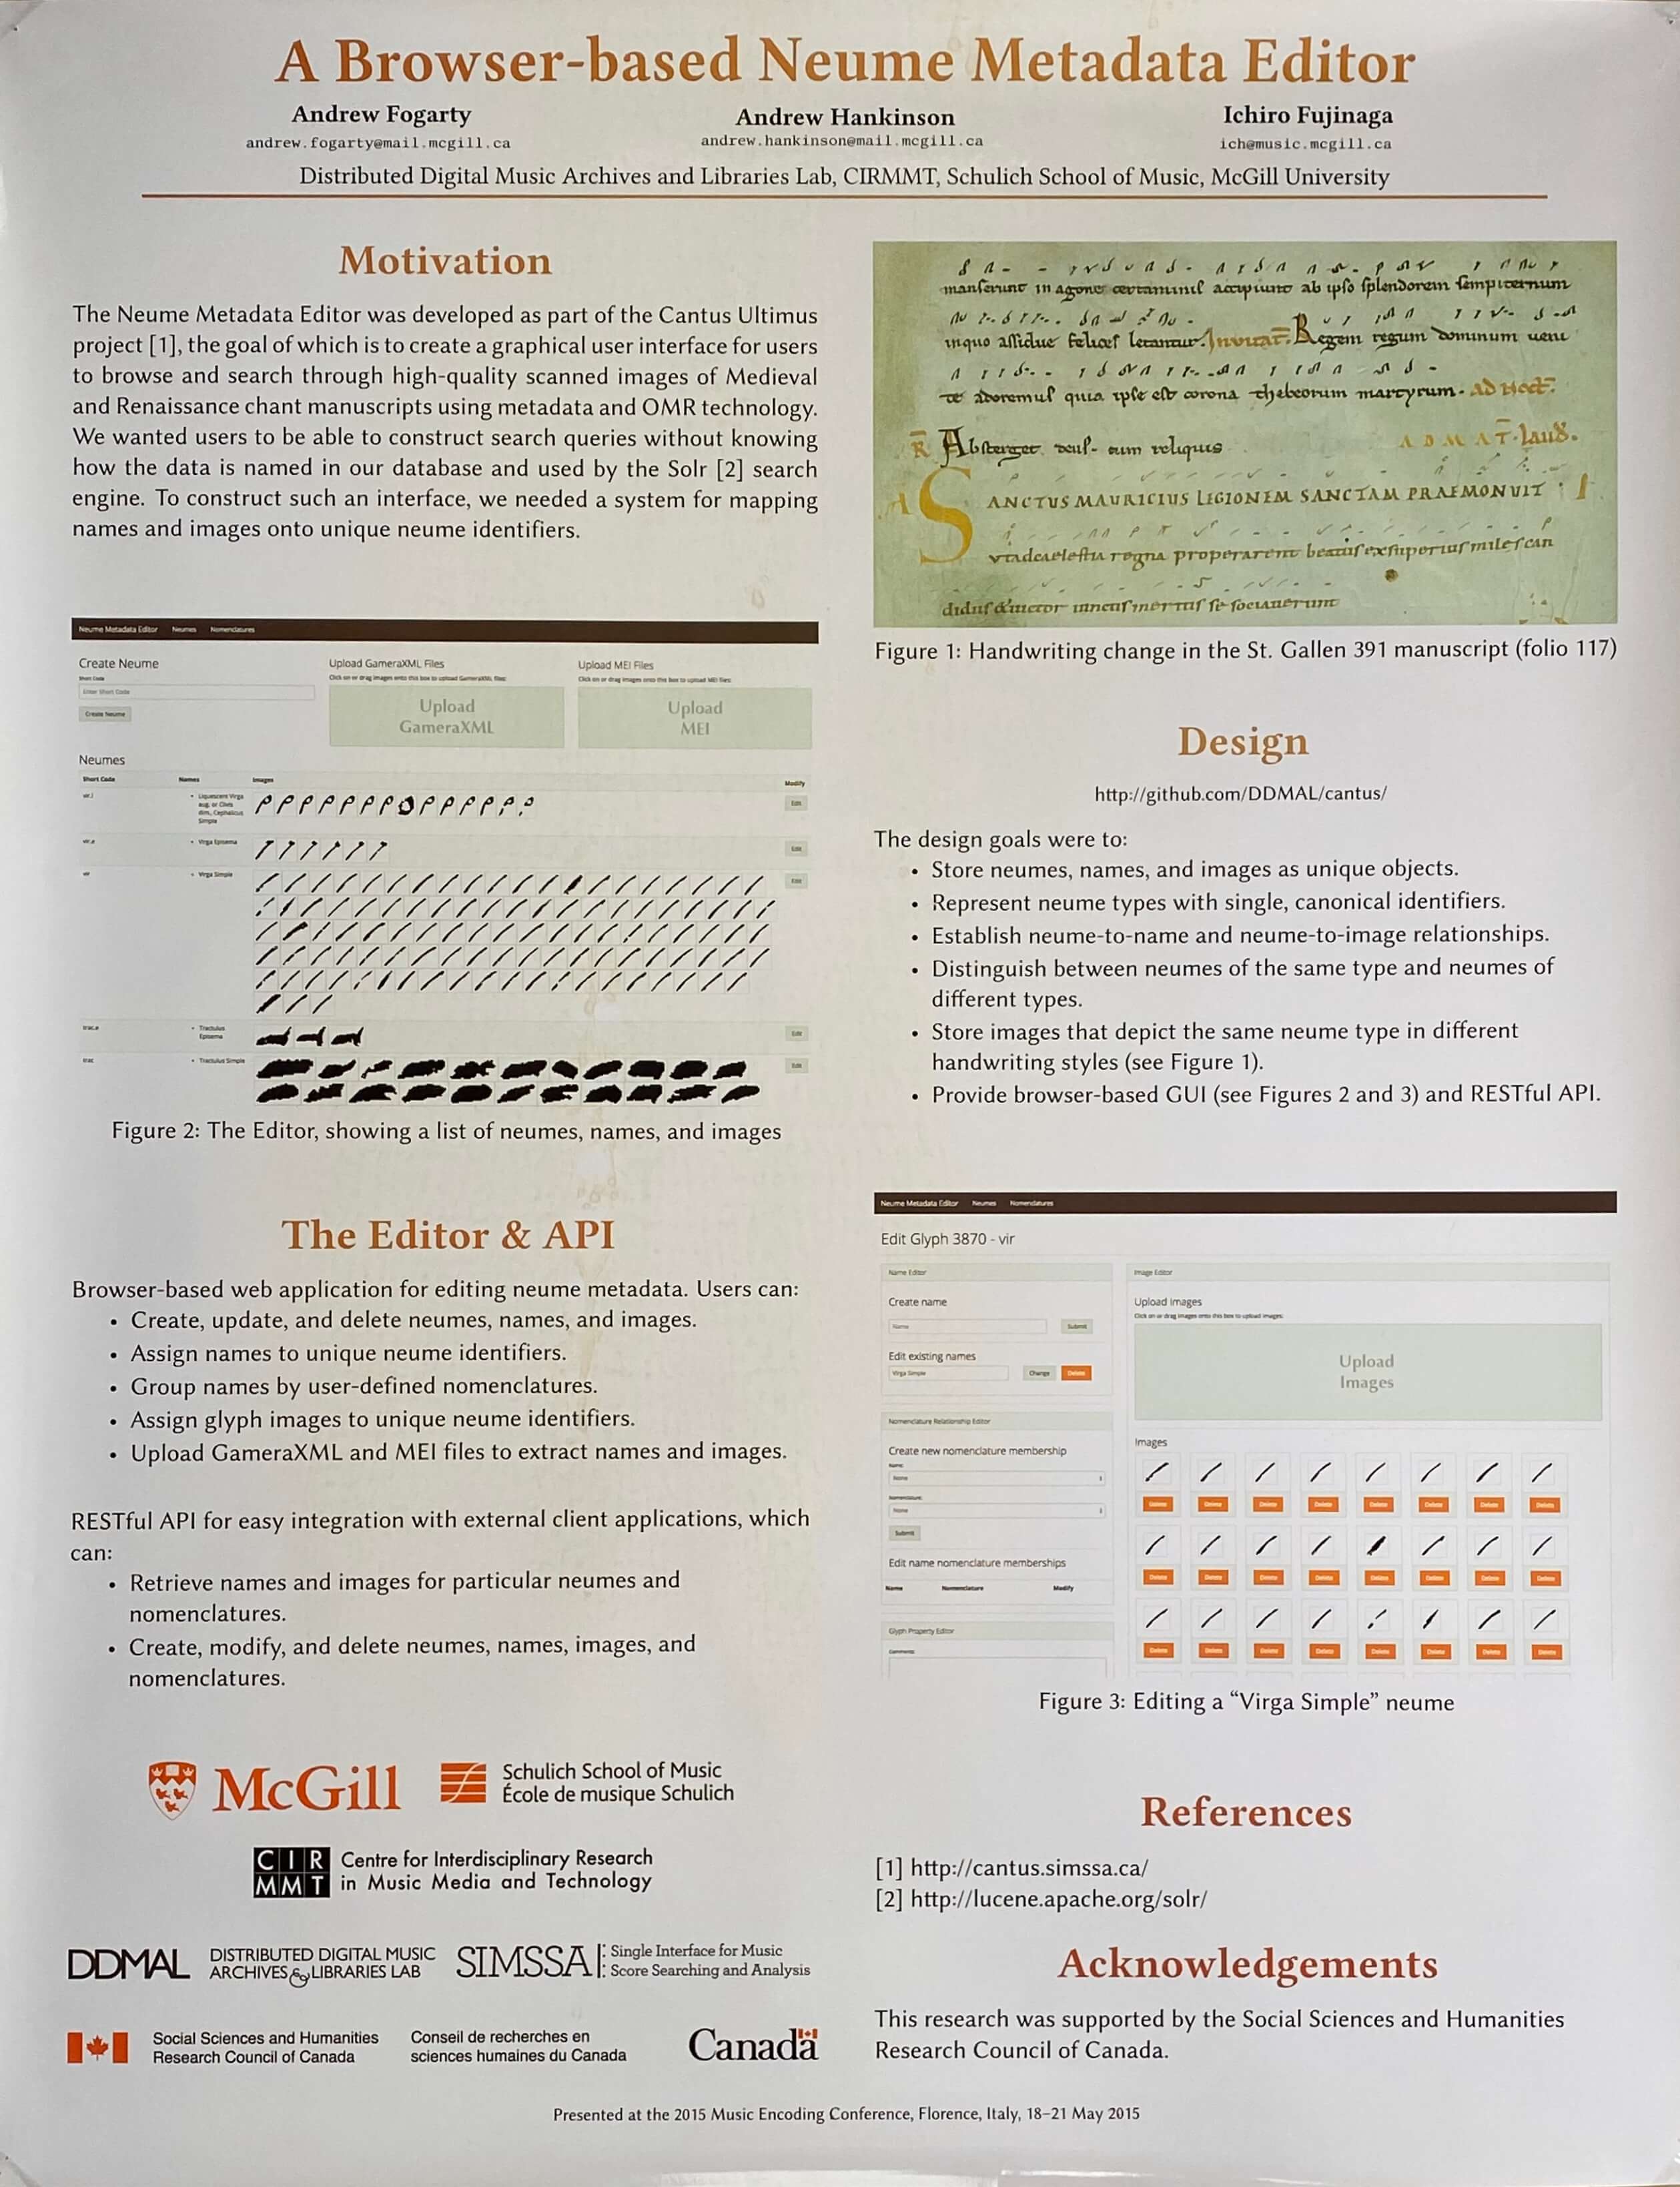 A Browser-based Neume Metadata Editor
Andrew Fogarty
andrew.fogarty@mail.mcgill.ca
Andrew Hankinson
andrew.hankinson@mail.mcgill.ca
Ichiro Fujinaga
ich@music.mcgill.ca
Distributed Digital Music Archives and Libraries Lab, CIRMMT, Schulich School of Music, McGill University
Motivation
The Neume Metadata Editor was developed as part of the Cantus Ultimus
project [1], the goal of which is to create a graphical user interface for users
to browse and search through high-quality scanned images of Medieval
and Renaissance chant manuscripts using metadata and OMR technology.
We wanted users to be able to construct search queries without knowing
how the data is named in our database and used by the Solr [2] search
engine. To construct such an interface, we needed a system for mapping
names and images onto unique neume identifiers.
Neume Metadata Editor Neumes Nomenclatures
Create Neume
Short Code
Enter Short Code
Create Neume
Upload GameraXML Files
Click on or drag images onto this box to upload GameraXML files:
Upload
GameraXML
Upload MEI Files
Click on or drag images onto this box to upload MEI files:
Upload
MEI
Neumes
Short Code Names Images Modify
vir.l
• Liquescent Virga
aug. or Clivis
dim., Cephalicus
Simple
Edit
vir.e • Virga Episema Edit
vir • Virga Simple Edit
trac.e • Tractulus
Episema
Edit
trac • Tractulus Simple Edit
Figure 2: The Editor, showing a list of neumes, names, and images
The Editor & API
Browser-based web application for editing neume metadata. Users can:
• Create, update, and delete neumes, names, and images.
• Assign names to unique neume identifiers.
• Group names by user-defined nomenclatures.
• Assign glyph images to unique neume identifiers.
• Upload GameraXML and MEI files to extract names and images.
RESTful API for easy integration with external client applications, which
can:
• Retrieve names and images for particular neumes and
nomenclatures.
• Create, modify, and delete neumes, names, images, and
nomenclatures.
McGill
Schulich School of Music
École de musique Schulich
CIR
MMT
Centre for Interdisciplinary Research
in Music Media and Technology
DDMAL
DISTRIBUTED DIGITAL MUSIC
ARCHIVES & LIBRARIES LAB
SIMSSA
Single Interface for Music
Score Searching and Analysis
Social Sciences and Humanities
Research Council of Canada
Conseil de recherches en
sciences humaines du Canada
Canada
manserunt in agone certaminis accipiunt ab ipso splendorem sempiternum
inquo assidue felices letantur. Regem regum dominum
adoremus quia ipse est corona thebeorum martyrum.
Absterget deus. cum reliquis
SANCTUS MAURICIUS LEGIONEM SANCTAM PRAEMONUIT
regna properarent
Figure 1: Handwriting change in the St. Gallen 391 manuscript (folio 117)
Design
http://github.com/DDMAL/cantus/
The design goals were to:
• Store neumes, names, and images as unique objects.
• Represent neume types with single, canonical identifiers.
• Establish neume-to-name and neume-to-image relationships.
• Distinguish between neumes of the same type and neumes of
different types.
• Store images that depict the same neume type in different
handwriting styles (see Figure 1).
• Provide browser-based GUI (see Figures 2 and 3) and RESTful API.
Neume Metadata Editor Neumes Nomenclatures
Edit Glyph 3870 - vir
Name Editor
Create name
Name Submit
Edit existing names
Virga Simple Change Delete
Nomenclature Relationship Editor
Create new nomenclature membership
Name:
None
Nomenclature:
None
Submit
Edit name nomenclature memberships
Name Nomenclature Modify
Glyph Property Editor
Comments:
Image Editor
Upload images
Click on or drag images onto this box to upload images:
Upload
Images
Images
Delete Delete Delete Delete Delete Delete Delete Delete
Delete Delete Delete Delete Delete Delete Delete Delete
Delete Delete Delete Delete Delete Delete Delete Delete
Figure 3: Editing a “Virga Simple” neume
References
[1] http://cantus.simssa.ca/
[2] http://lucene.apache.org/solr/
Acknowledgements
This research was supported by the Social Sciences and Humanities
Research Council of Canada.
Presented at the 2015 Music Encoding Conference, Florence, Italy, 18–21 May 2015